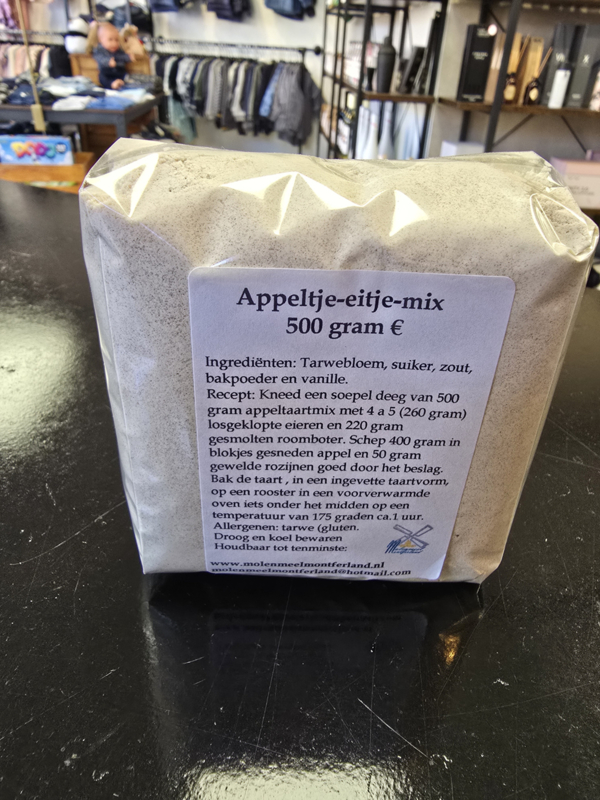 Appeltje-eitje-mix
500 gram €
Ingrediënten: Tarwebloem, suiker, zout,
bakpoeder en vanille.
Recept: Kneed een soepel deeg van 500
gram appeltaartmix met 4 a 5 (260 gram)
losgeklopte eieren en 220 gram
gesmolten roomboter. Schep 400 gram in
blokjes gesneden appel en 50 gram
gewelde rozijnen goed door het beslag.
Bak de taart , in een ingevette taartvorm,
op een rooster in een voorverwarmde
oven iets onder het midden op een
temperatuur van 175 graden ca.1 uur.
Allergenen: tarwe (gluten.
Droog en koel bewaren
Houdbaar tot tenminste:
www.molenmeelmontferland.nl
molenmeelmontferland@hotmail.com